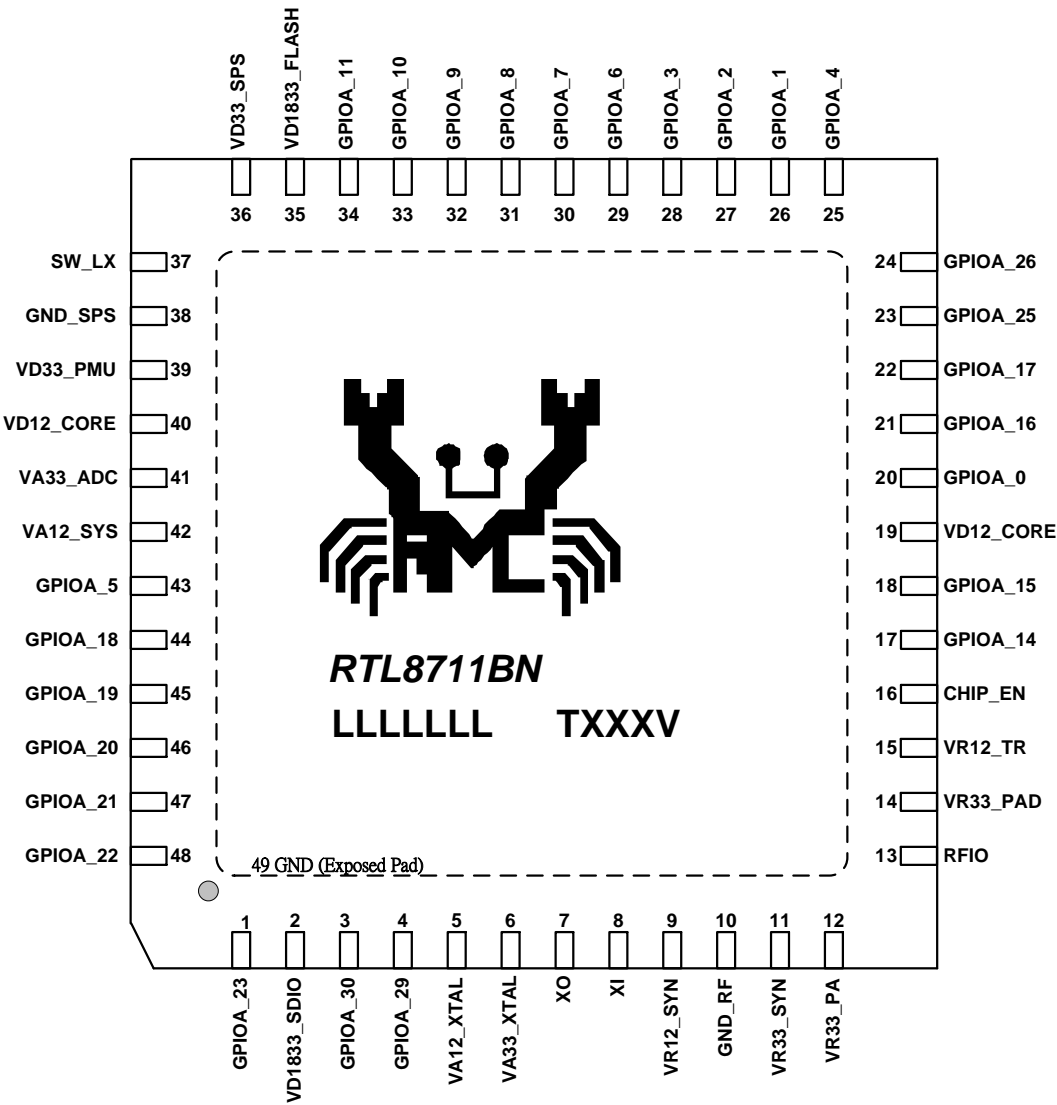 VD33_SPS
VD1833_FLASH
GPIOA_11
GPIOA_10
GPIOA_9
GPIOA_8
GPIOA_7
GPIOA_6
GPIOA_3
GPIOA_2
GPIOA_1
GPIOA_4
36 35 34 33 32 31 30 29 28 27 26 25
SW_LX 37
GND_SPS 38
VD33_PMU 39
VD12_CORE 40
VA33_ADC 41
VA12_SYS 42
GPIOA_5 43
GPIOA_18 44
GPIOA_19 45
GPIOA_20 46
GPIOA_21 47
GPIOA_22 48
24 GPIOA_26
23 GPIOA_25
22 GPIOA_17
21 GPIOA_16
20 GPIOA_0
19 VD12_CORE
18 GPIOA_15
17 GPIOA_14
16 CHIP_EN
15 VR12_TR
14 VR33_PAD
13 RFIO
RTL8711BN
LLLLLLL TXXXV
49 GND (Exposed Pad)
1 2 3 4 5 6 7 8 9 10 11 12
GPIOA_23
VD1833_SDIO
GPIOA_30
GPIOA_29
VA12_XTAL
VA33_XTAL
XO
XI
VR12_SYN
GND_RF
VR33_SYN
VR33_PA